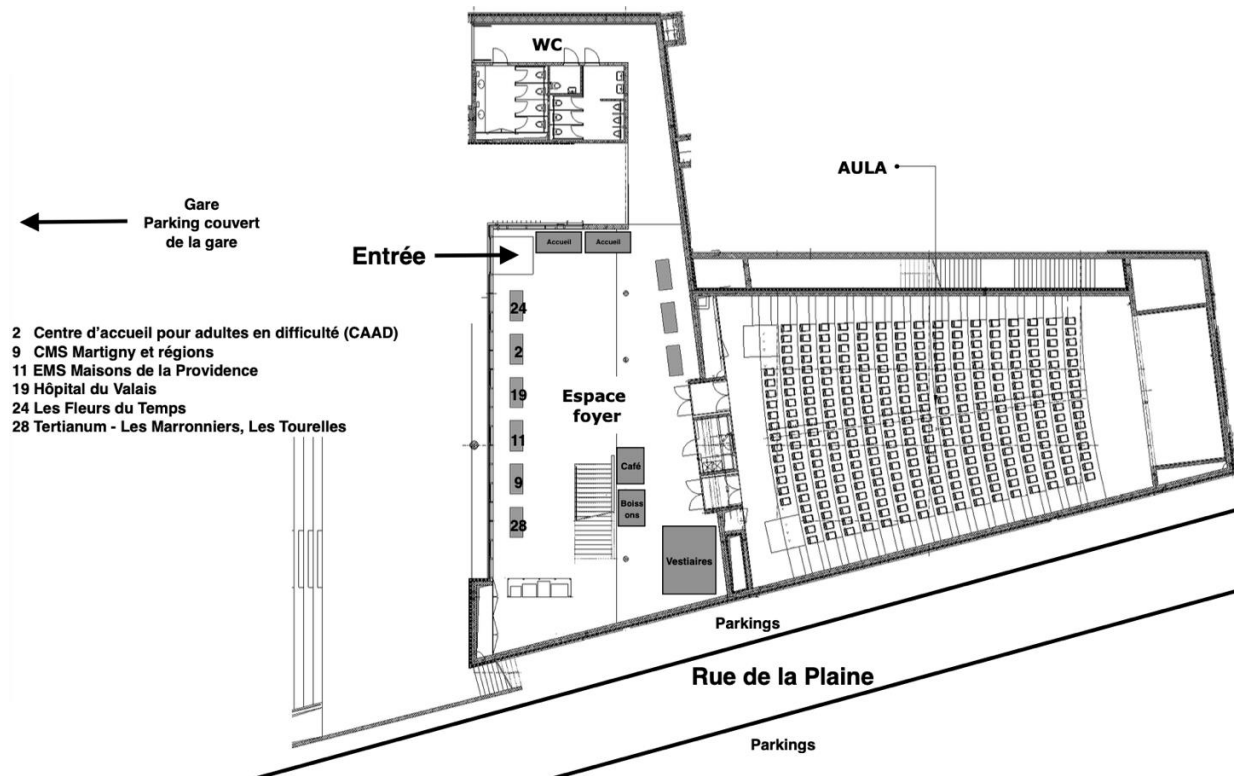 WC
AULA
Gare
Parking couvert
de la gare
Entrée
Accueil
Accueil
24
2
19
11
9
28
2 Centre d'accueil pour adultes en difficulté (CAAD)
9 CMS Martigny et régions
11 EMS Maisons de la Providence
19 Hôpital du Valais
24 Les Fleurs du Temps
28 Tertianum - Les Marronniers, Les Tourelles
Espace
foyer
Café
Boiss
ons
Vestiaires
Parkings
Rue de la Plaine
Parkings